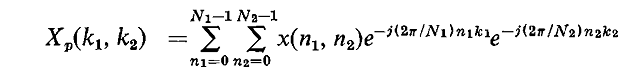 X_p(k_1, k_2) = \sum_{n_1=0}^{N_1-1} \sum_{n_2=0}^{N_2-1} x(n_1, n_2)e^{-j(2\pi/N_1)n_1k_1}e^{-j(2\pi/N_2)n_2k_2}